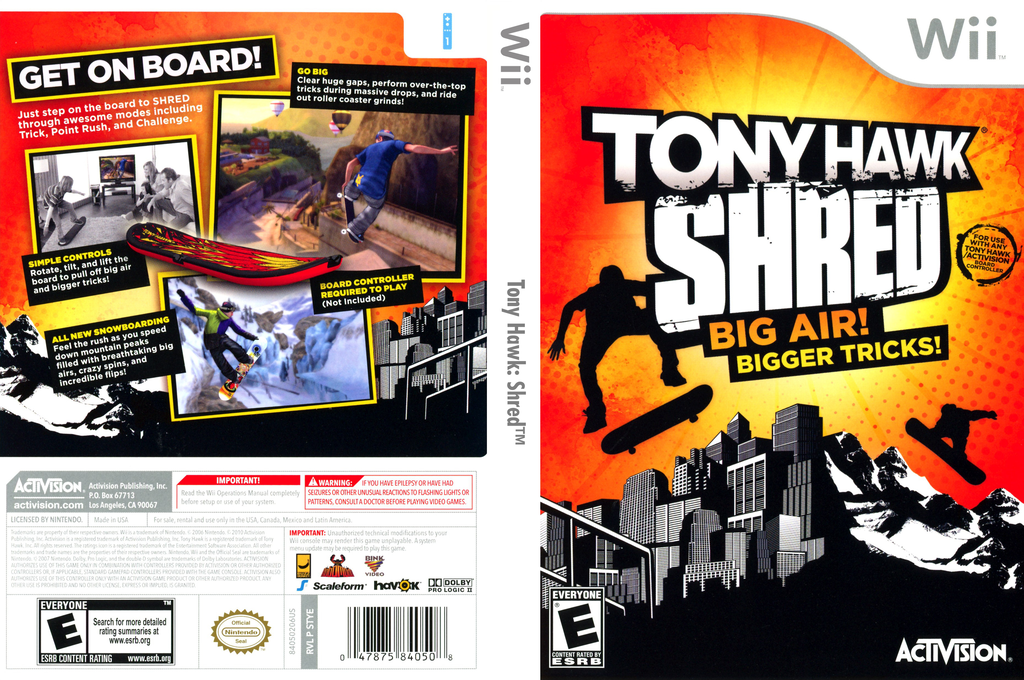 GET ON BOARD!
Just step on the board to SHRED
through awesome modes including
Trick, Point Rush, and Challenge.
GO BIG
Clear huge gaps, perform over-the-top
tricks during massive drops, and ride
out roller coaster grinds!
SIMPLE CONTROLS
Rotate, tilt, and lift the
board to pull off big air
and bigger tricks!
BOARD CONTROLLER
REQUIRED TO PLAY
(Not Included)
ALL NEW SNOWBOARDING
Feel the rush as you speed
down mountain peaks
filled with breathtaking big
airs, crazy spins, and
incredible flips!
1
ACTIVISION
activision.com
Activision Publishing, Inc.
P.O. Box 67713
Los Angeles, CA 90067
IMPORTANT!
Read the Wii Operations Manual completely
before setup or use of your system.
WARNING: IF YOU HAVE EPILEPSY OR HAVE HAD
SEIZURES OR OTHER UNUSUAL REACTIONS TO FLASHING LIGHTS OR
PATTERNS, CONSULT A DOCTOR BEFORE PLAYING VIDEO GAMES.
LICENSED BY NINTENDO.
Made in USA
For sale, rental and use only in the USA, Canada, Mexico and Latin America.
IMPORTANT: Unauthorized technical modifications to your
Wii console may render this game unplayable. A system
menu update may be required to play this game.
BINK
VIDEO
Scaleform
havok
DOLBY
PRO LOGIC II
EVERYONE
E
Search for more detailed
rating summaries at
www.esrb.org
ESRB CONTENT RATING www.esrb.org
Official
Nintendo
Seal
84050206US
RVL P STYE
0 47875 84050 8
Wii
Tony Hawk: Shred™
Wii™
TONY HAWK®
SHRED
FOR USE
WITH ANY
TONY HAWK/
ACTIVISION
BOARD
CONTROLLER
BIG AIR!
BIGGER TRICKS!
EVERYONE
E
CONTENT RATED BY
ESRB
ACTIVISION®